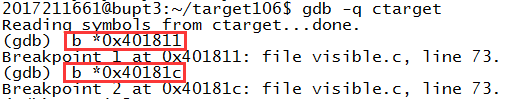 2017211661@bupt3:~/target106$ gdb -q ctarget
Reading symbols from ctarget...done.
(gdb) b *0x401811
Breakpoint 1 at 0x401811: file visible.c, line 73.
(gdb) b *0x40181c
Breakpoint 2 at 0x40181c: file visible.c, line 73.